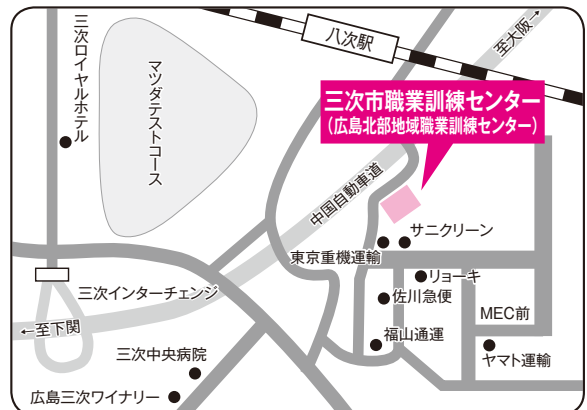 八次駅
至大阪→
三次ロイヤルホテル
マツダテストコース
三次市職業訓練センター
(広島北部地域職業訓練センター)
中国自動車道
サニクリーン
東京重機運輸
リョーキ
三次インターチェンジ
佐川急便
MEC前
←至下関
福山通運
三次中央病院
ヤマト運輸
広島三次ワイナリー